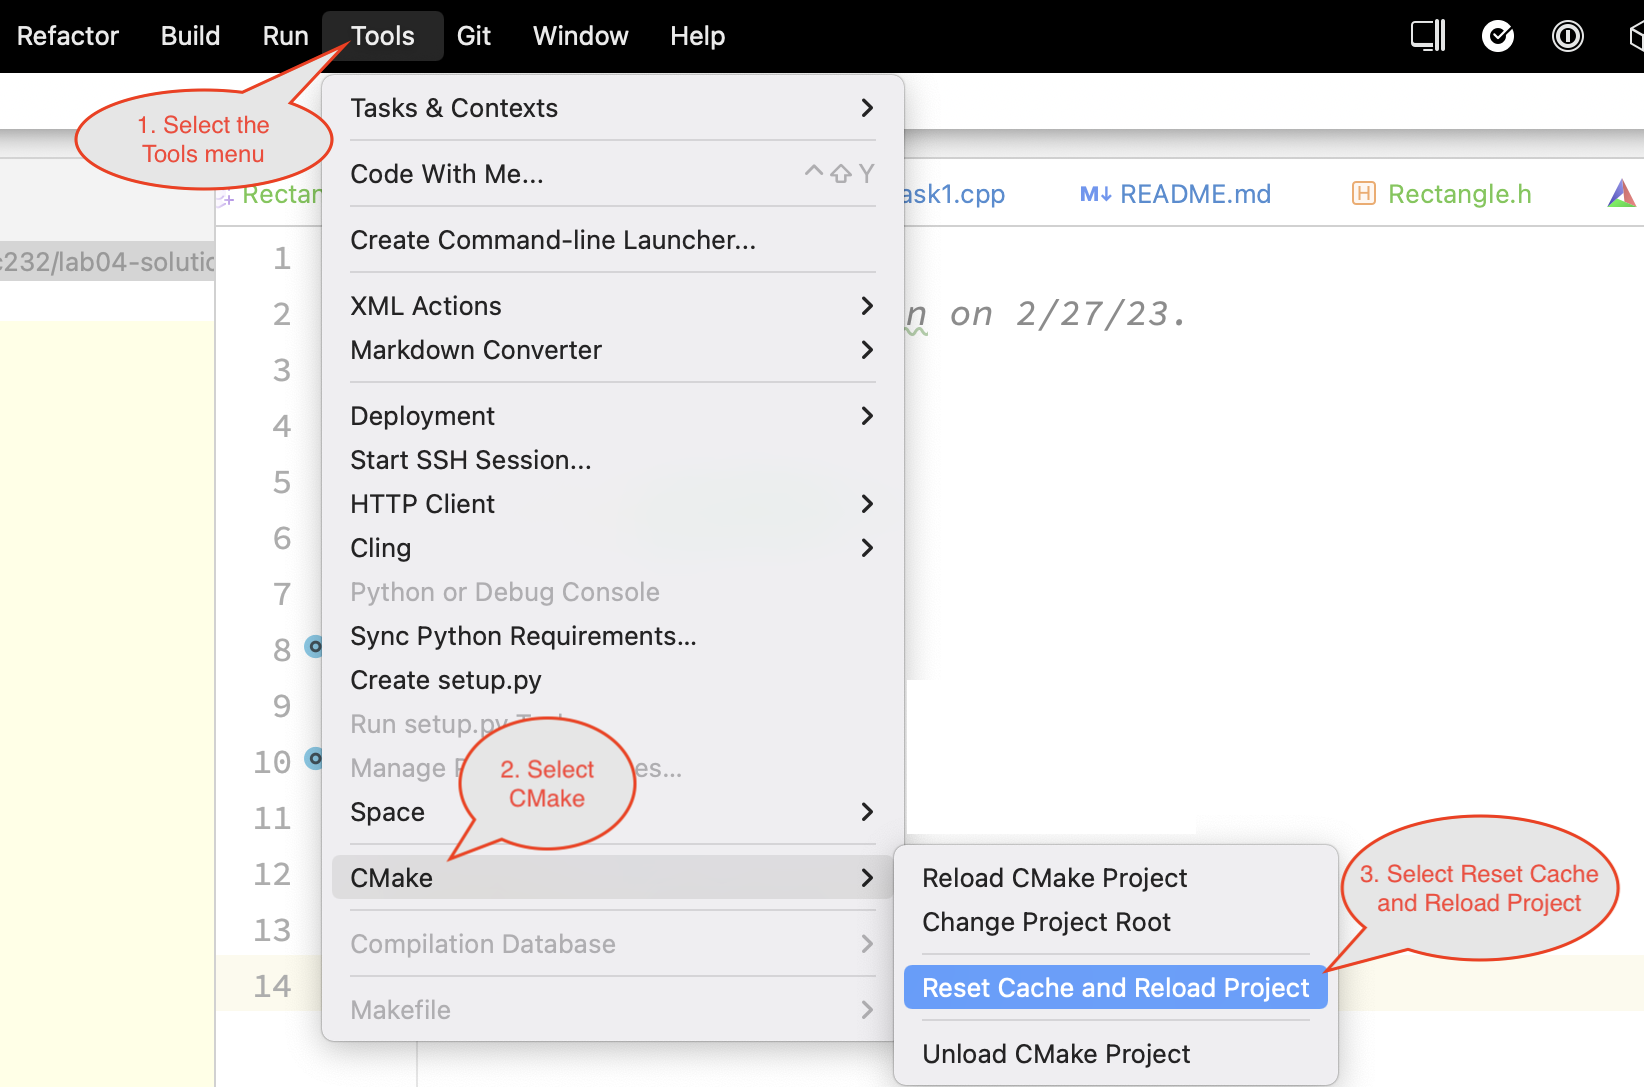 Refactor Build Run Tools Git Window Help
1. Select the
Tools menu
Tasks & Contexts
Code With Me... ^⇧Y
ask1.cpp M↓ README.md H Rectangle.h
Create Command-line Launcher...
232/lab04-solutio
1
XML Actions
2 n on 2/27/23.
Markdown Converter
3
Deployment
4
Start SSH Session...
5
HTTP Client
6
Cling
7
Python or Debug Console
Sync Python Requirements...
8
Create setup.py
9
Run setup.py
10
Manage
2. Select
CMake
Space
11
CMake
12
13
Compilation Database
14
Makefile
Reload CMake Project
Change Project Root
Reset Cache and Reload Project
Unload CMake Project
3. Select Reset Cache
and Reload Project